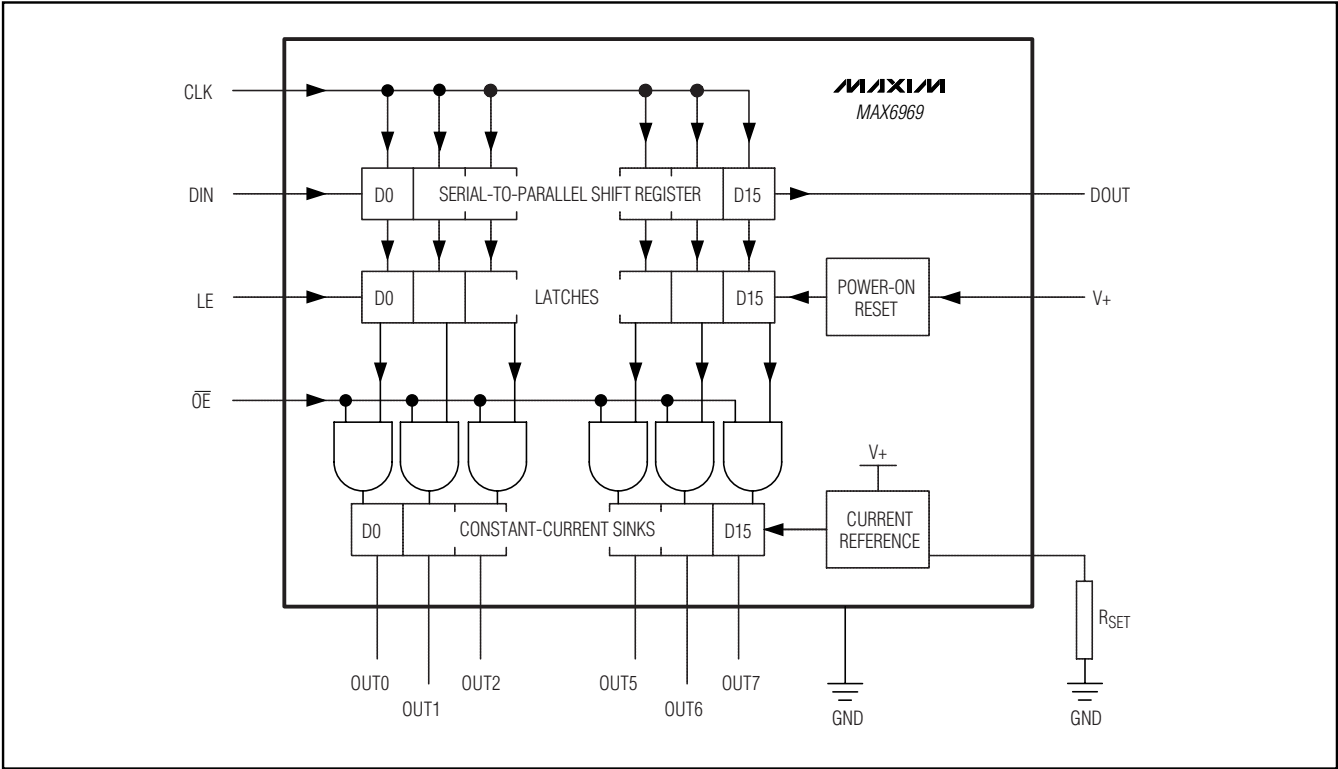 CLK
MAXIM
MAX6969
DIN
D0
SERIAL-TO-PARALLEL SHIFT REGISTER
D15
DOUT
LE
D0
LATCHES
D15
POWER-ON
RESET
V+
O̅E̅
V+
D0
CONSTANT-CURRENT SINKS
D15
CURRENT
REFERENCE
RSET
OUT0
OUT1
OUT2
OUT5
OUT6
OUT7
GND
GND